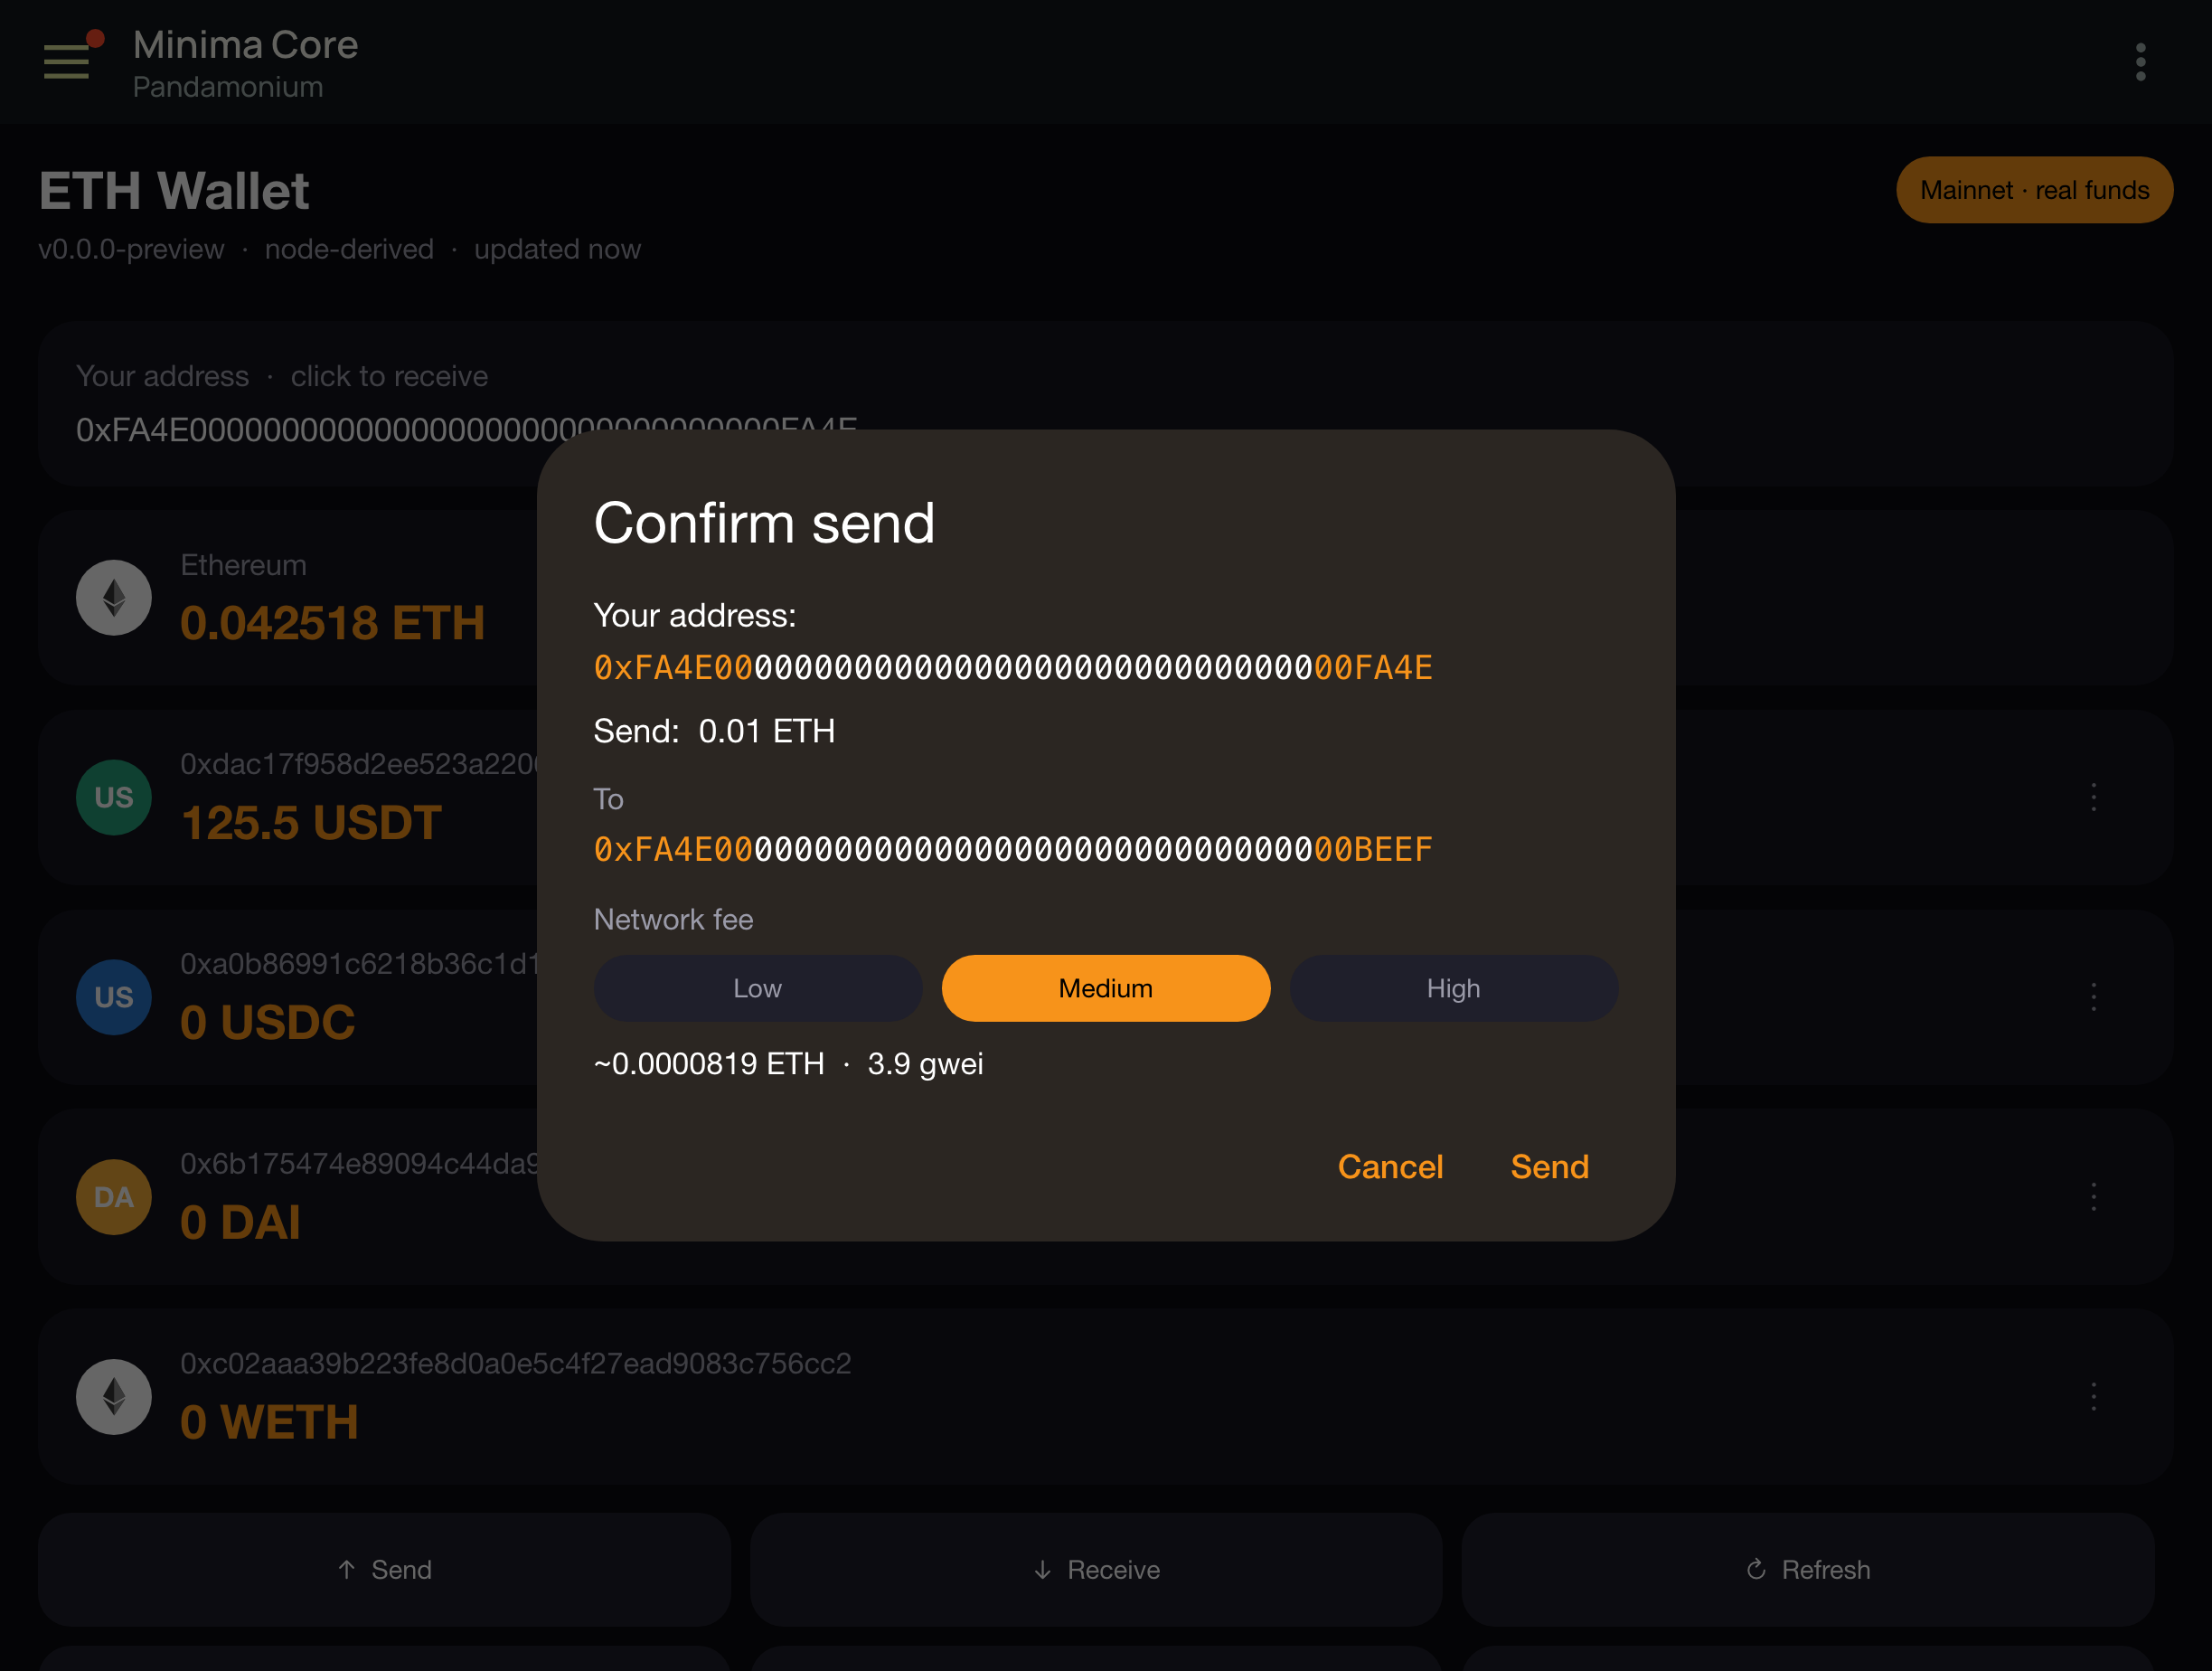 Minima Core
Pandamonium
ETH Wallet
Mainnet · real funds
v0.0.0-preview · node-derived · updated now
Your address · click to receive
Confirm send
Your address:
0xFA4E00000000000000000000000000000000FA4E
Send: 0.01 ETH
To
0xFA4E00000000000000000000000000000000BEEF
Network fee
Low
Medium
High
~0.0000819 ETH · 3.9 gwei
Cancel
Send
Ethereum
0.042518 ETH
US
0xdac17f958d2ee523a220
125.5 USDT
US
0xa0b86991c6218b36c1d1
0 USDC
DA
0x6b175474e89094c44da9
0 DAI
0xc02aaa39b223fe8d0a0e5c4f27ead9083c756cc2
0 WETH
Send
Receive
Refresh